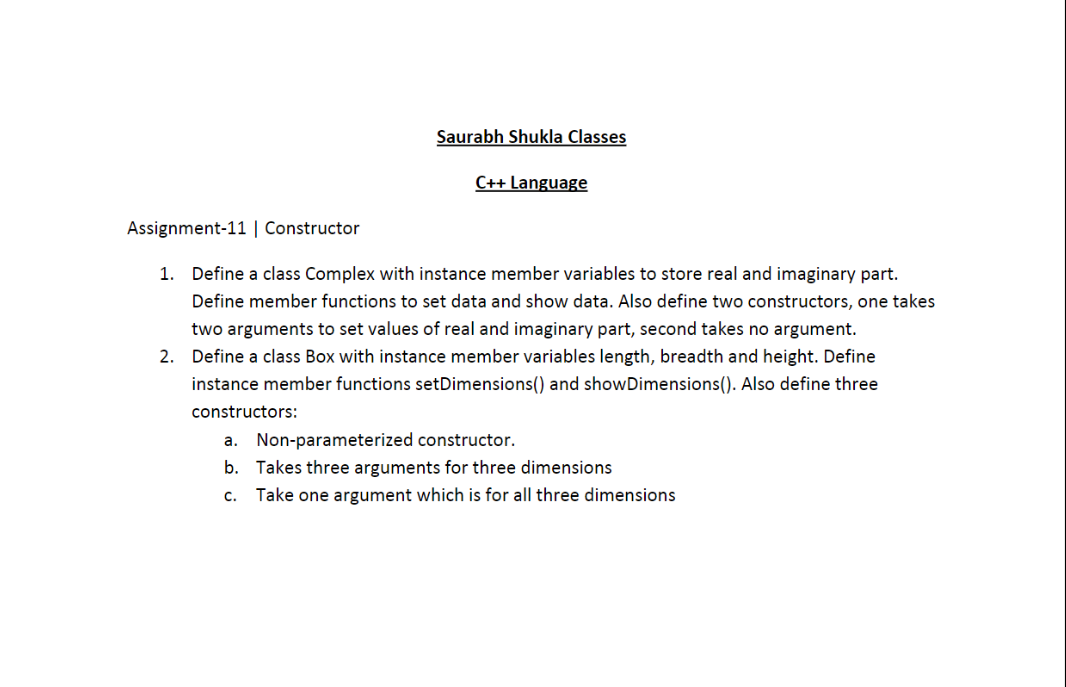 Saurabh Shukla Classes
C++ Language
Assignment-11 | Constructor
1. Define a class Complex with instance member variables to store real and imaginary part.
Define member functions to set data and show data. Also define two constructors, one takes
two arguments to set values of real and imaginary part, second takes no argument.
2. Define a class Box with instance member variables length, breadth and height. Define
instance member functions setDimensions() and showDimensions(). Also define three
constructors:
a. Non-parameterized constructor.
b. Takes three arguments for three dimensions
c. Take one argument which is for all three dimensions